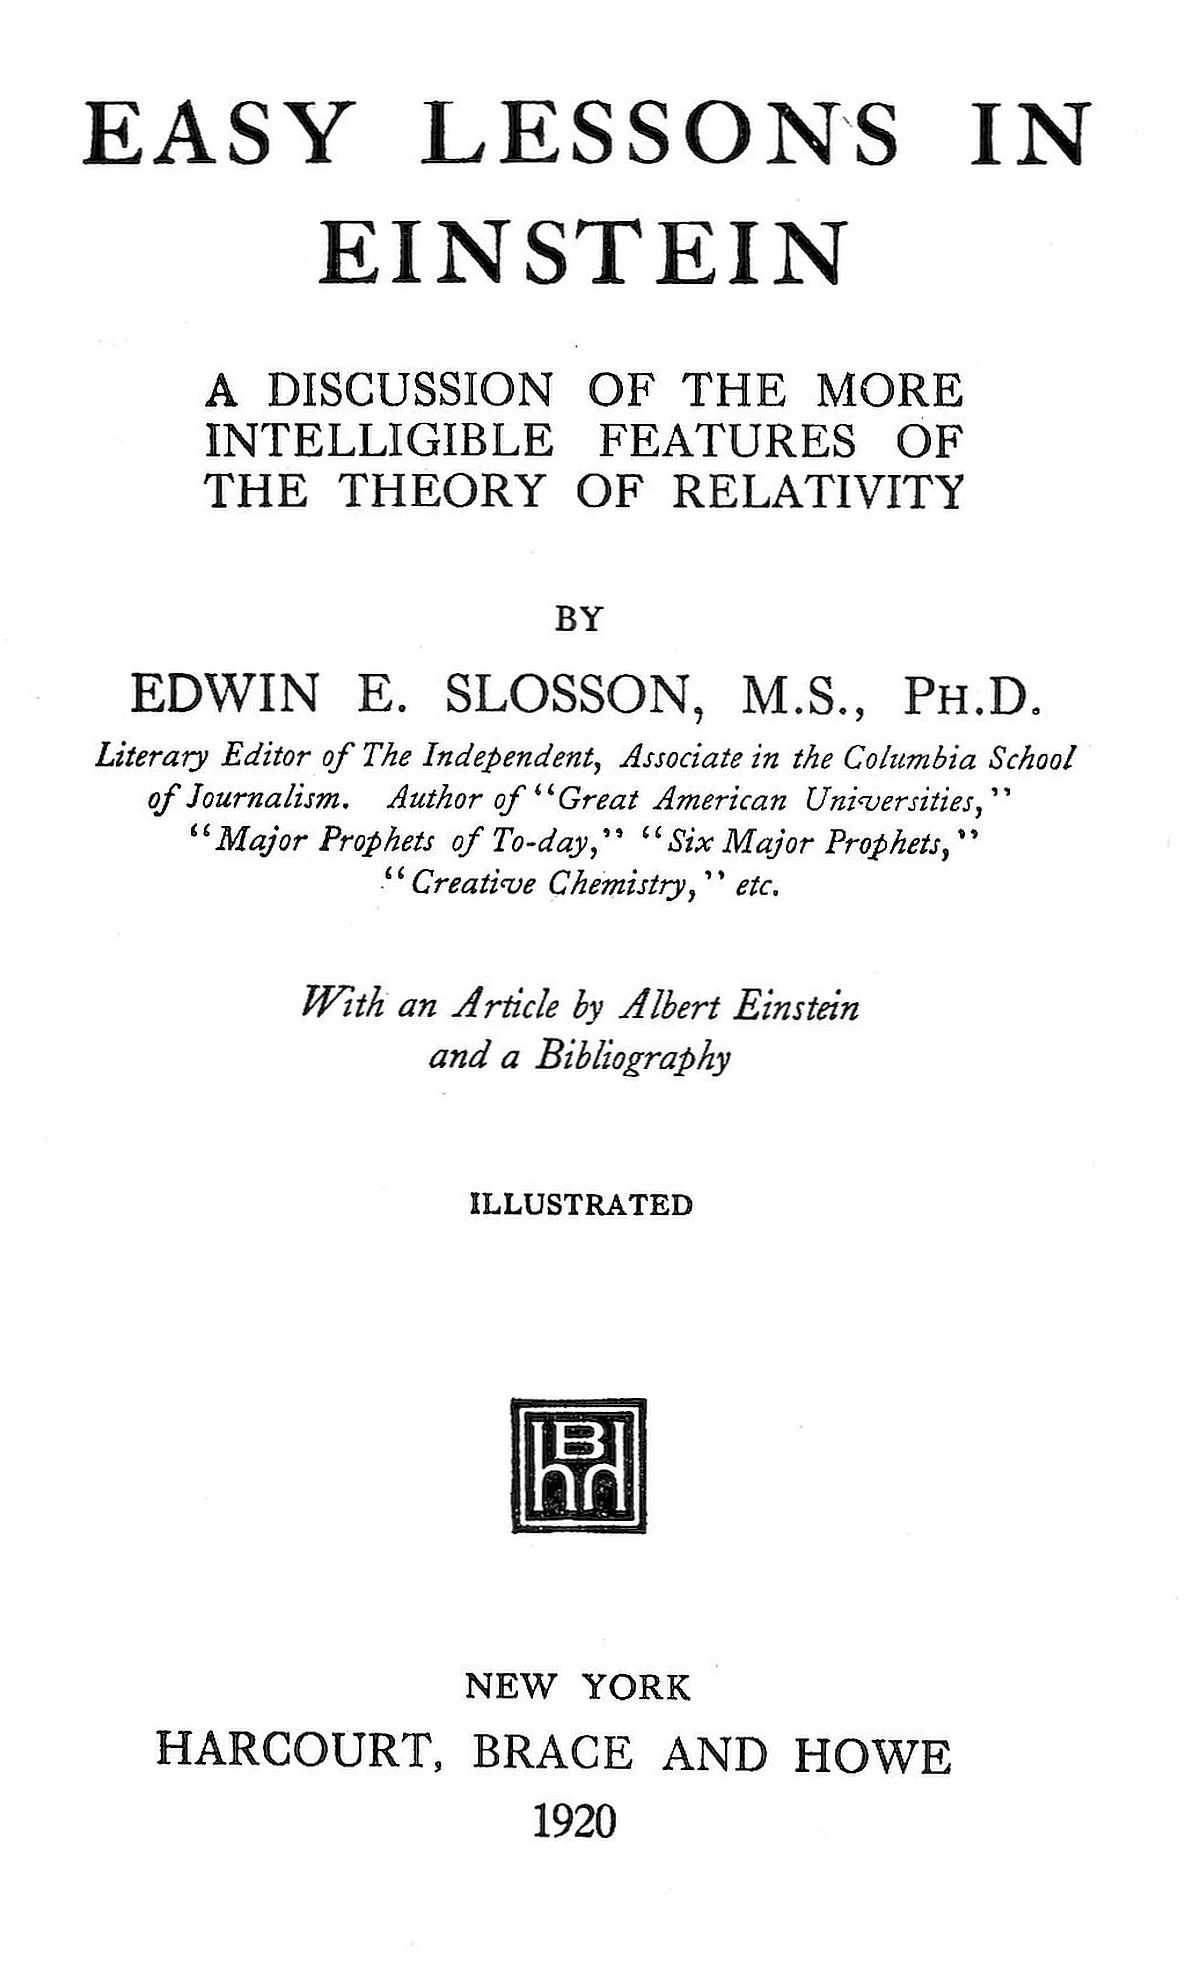 EASY LESSONS IN
EINSTEIN
A DISCUSSION OF THE MORE
INTELLIGIBLE FEATURES OF
THE THEORY OF RELATIVITY
BY
EDWIN E. SLOSSON, M.S., PH.D.
Literary Editor of The Independent, Associate in the Columbia School
of Journalism. Author of "Great American Universities,"
"Major Prophets of To-day," "Six Major Prophets,"
"Creative Chemistry," etc.
With an Article by Albert Einstein
and a Bibliography
ILLUSTRATED
hBh
NEW YORK
HARCOURT, BRACE AND HOWE
1920